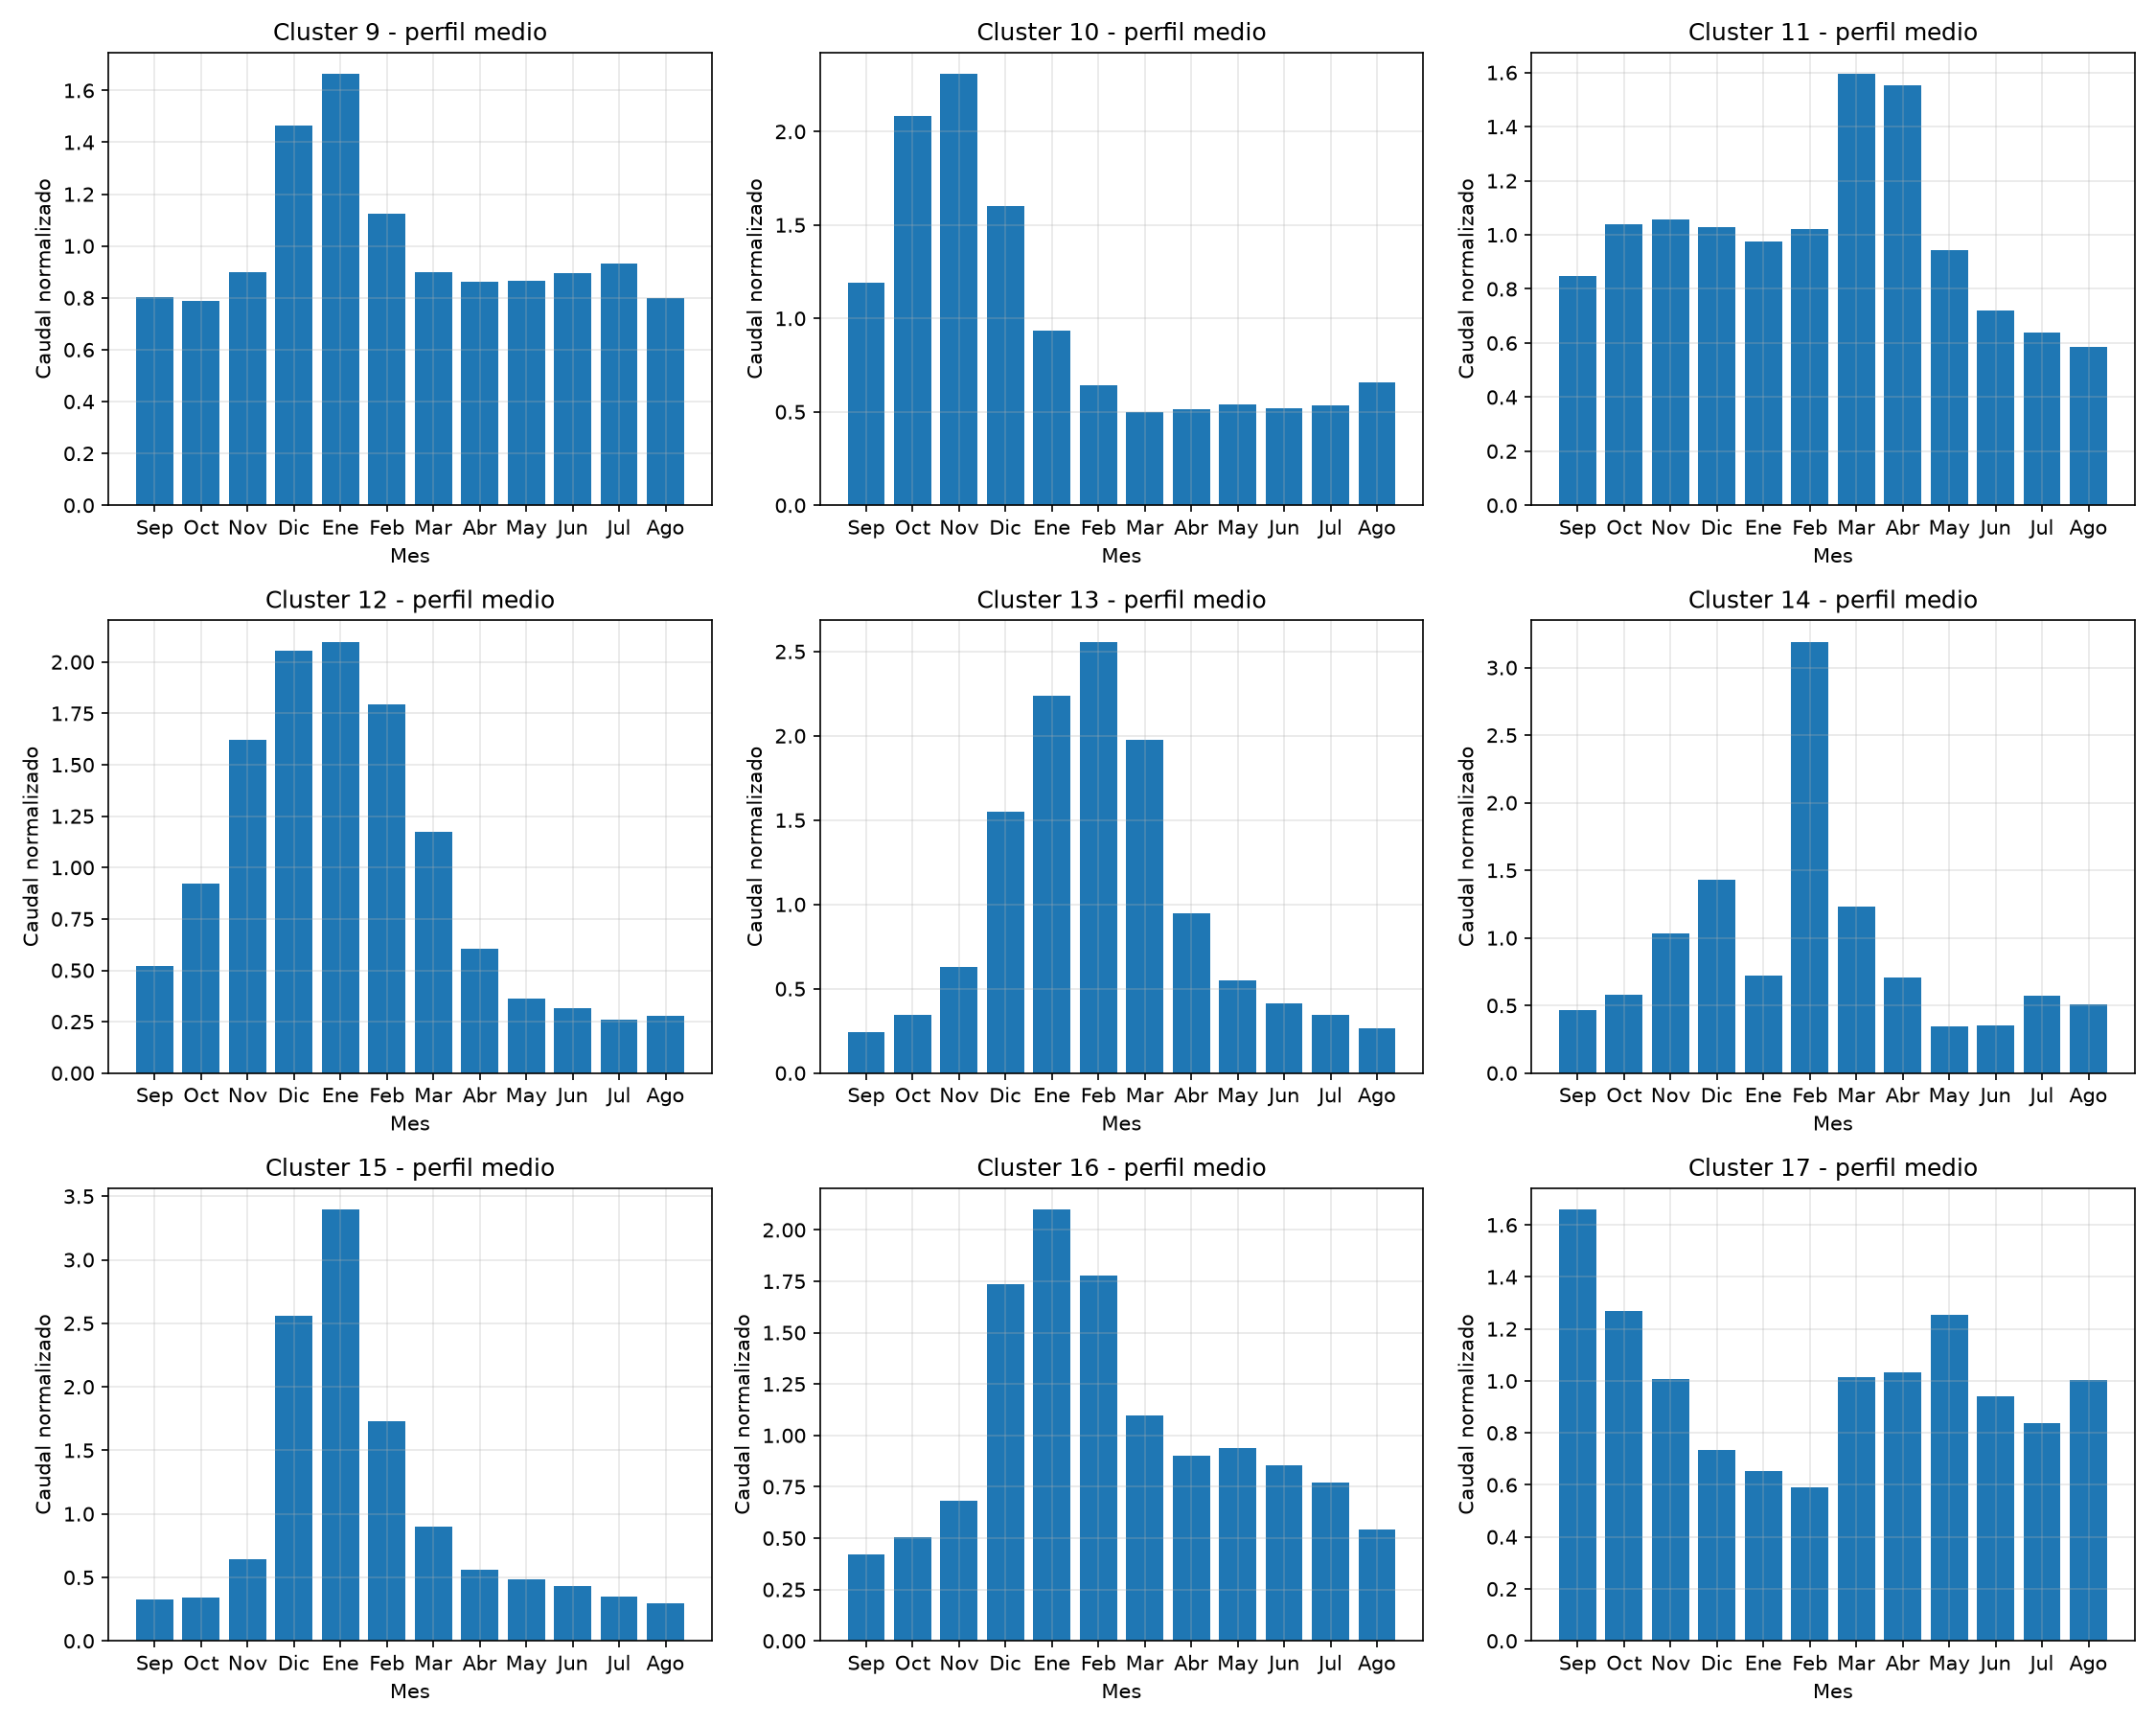 Cluster 9 - perfil medio
Caudal normalizado
1.6
1.4
1.2
1.0
0.8
0.6
0.4
0.2
0.0
Sep Oct Nov Dic Ene Feb Mar Abr May Jun Jul Ago
Mes
Cluster 10 - perfil medio
Caudal normalizado
2.0
1.5
1.0
0.5
0.0
Sep Oct Nov Dic Ene Feb Mar Abr May Jun Jul Ago
Mes
Cluster 11 - perfil medio
Caudal normalizado
1.6
1.4
1.2
1.0
0.8
0.6
0.4
0.2
0.0
Sep Oct Nov Dic Ene Feb Mar Abr May Jun Jul Ago
Mes
Cluster 12 - perfil medio
Caudal normalizado
2.00
1.75
1.50
1.25
1.00
0.75
0.50
0.25
0.00
Sep Oct Nov Dic Ene Feb Mar Abr May Jun Jul Ago
Mes
Cluster 13 - perfil medio
Caudal normalizado
2.5
2.0
1.5
1.0
0.5
0.0
Sep Oct Nov Dic Ene Feb Mar Abr May Jun Jul Ago
Mes
Cluster 14 - perfil medio
Caudal normalizado
3.0
2.5
2.0
1.5
1.0
0.5
0.0
Sep Oct Nov Dic Ene Feb Mar Abr May Jun Jul Ago
Mes
Cluster 15 - perfil medio
Caudal normalizado
3.5
3.0
2.5
2.0
1.5
1.0
0.5
0.0
Sep Oct Nov Dic Ene Feb Mar Abr May Jun Jul Ago
Mes
Cluster 16 - perfil medio
Caudal normalizado
2.00
1.75
1.50
1.25
1.00
0.75
0.50
0.25
0.00
Sep Oct Nov Dic Ene Feb Mar Abr May Jun Jul Ago
Mes
Cluster 17 - perfil medio
Caudal normalizado
1.6
1.4
1.2
1.0
0.8
0.6
0.4
0.2
0.0
Sep Oct Nov Dic Ene Feb Mar Abr May Jun Jul Ago
Mes